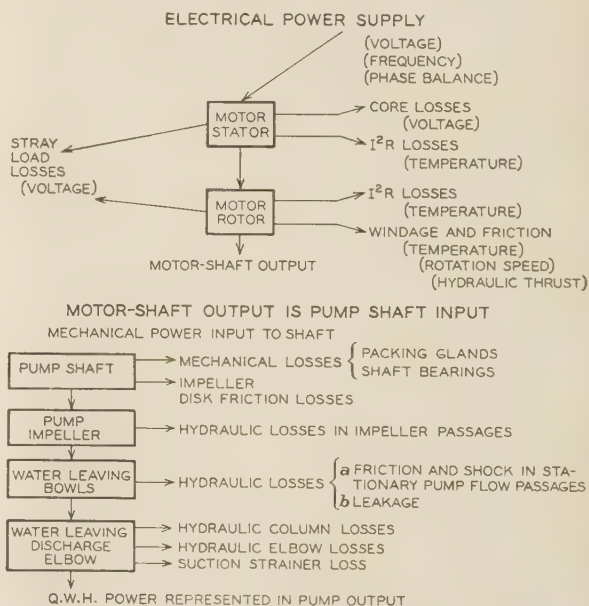 ELECTRICAL POWER SUPPLY
(VOLTAGE)
(FREQUENCY)
(PHASE BALANCE)
MOTOR
STATOR
CORE LOSSES
(VOLTAGE)
I²R LOSSES
(TEMPERATURE)
STRAY
LOAD
LOSSES
(VOLTAGE)
MOTOR
ROTOR
I²R LOSSES
(TEMPERATURE)
WINDAGE AND FRICTION
(TEMPERATURE)
(ROTATION SPEED)
(HYDRAULIC THRUST)
MOTOR-SHAFT OUTPUT
MOTOR-SHAFT OUTPUT IS PUMP SHAFT INPUT
MECHANICAL POWER INPUT TO SHAFT
PUMP SHAFT
MECHANICAL LOSSES
PACKING GLANDS
SHAFT BEARINGS
IMPELLER
DISK FRICTION LOSSES
PUMP
IMPELLER
HYDRAULIC LOSSES IN IMPELLER PASSAGES
WATER LEAVING
BOWLS
HYDRAULIC LOSSES
a FRICTION AND SHOCK IN STA-
TIONARY PUMP FLOW PASSAGES
b LEAKAGE
WATER LEAVING
DISCHARGE
ELBOW
HYDRAULIC COLUMN LOSSES
HYDRAULIC ELBOW LOSSES
SUCTION STRAINER LOSS
Q.W.H. POWER REPRESENTED IN PUMP OUTPUT